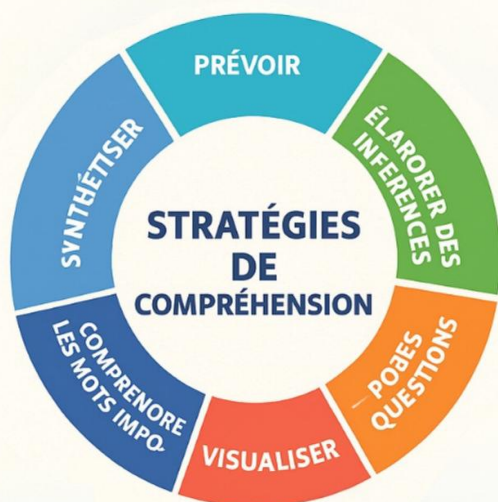 PRÉVOIR
ÉLARORER DES
INFERENCES
POBES
QUESTIONS
VISUALISER
COMPRENORE
LES MOTS IMPO
SYNTHÉTISER
STRATÉGIES
DE
COMPRÉHENSION